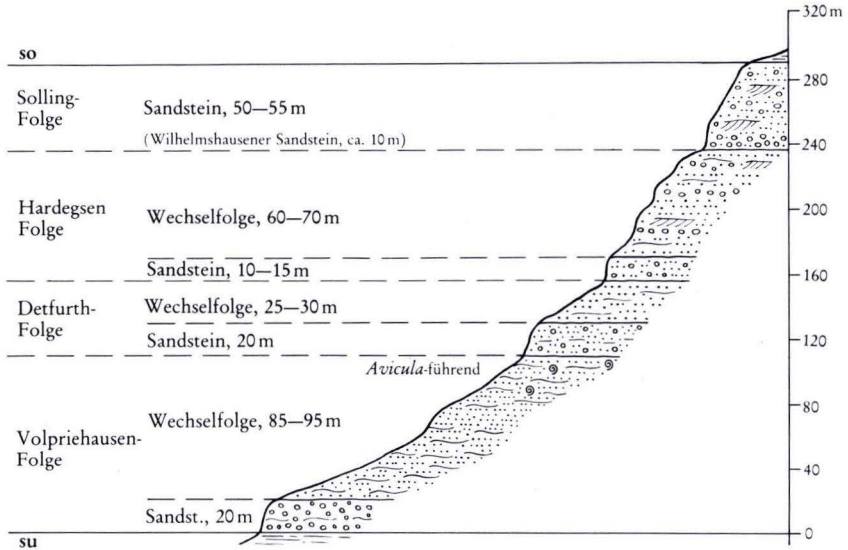 320 m
so
280
Solling-
Folge
Sandstein, 50—55 m
(Wilhelmshausener Sandstein, ca. 10 m)
240
Hardegsen
Folge
Wechselfolge, 60—70 m
200
Sandstein, 10—15 m
160
Detfurth-
Folge
Wechselfolge, 25—30 m
Sandstein, 20 m
120
Avicula-führend
80
Volpriehausen-
Folge
Wechselfolge, 85—95 m
40
Sandst., 20 m
0
su